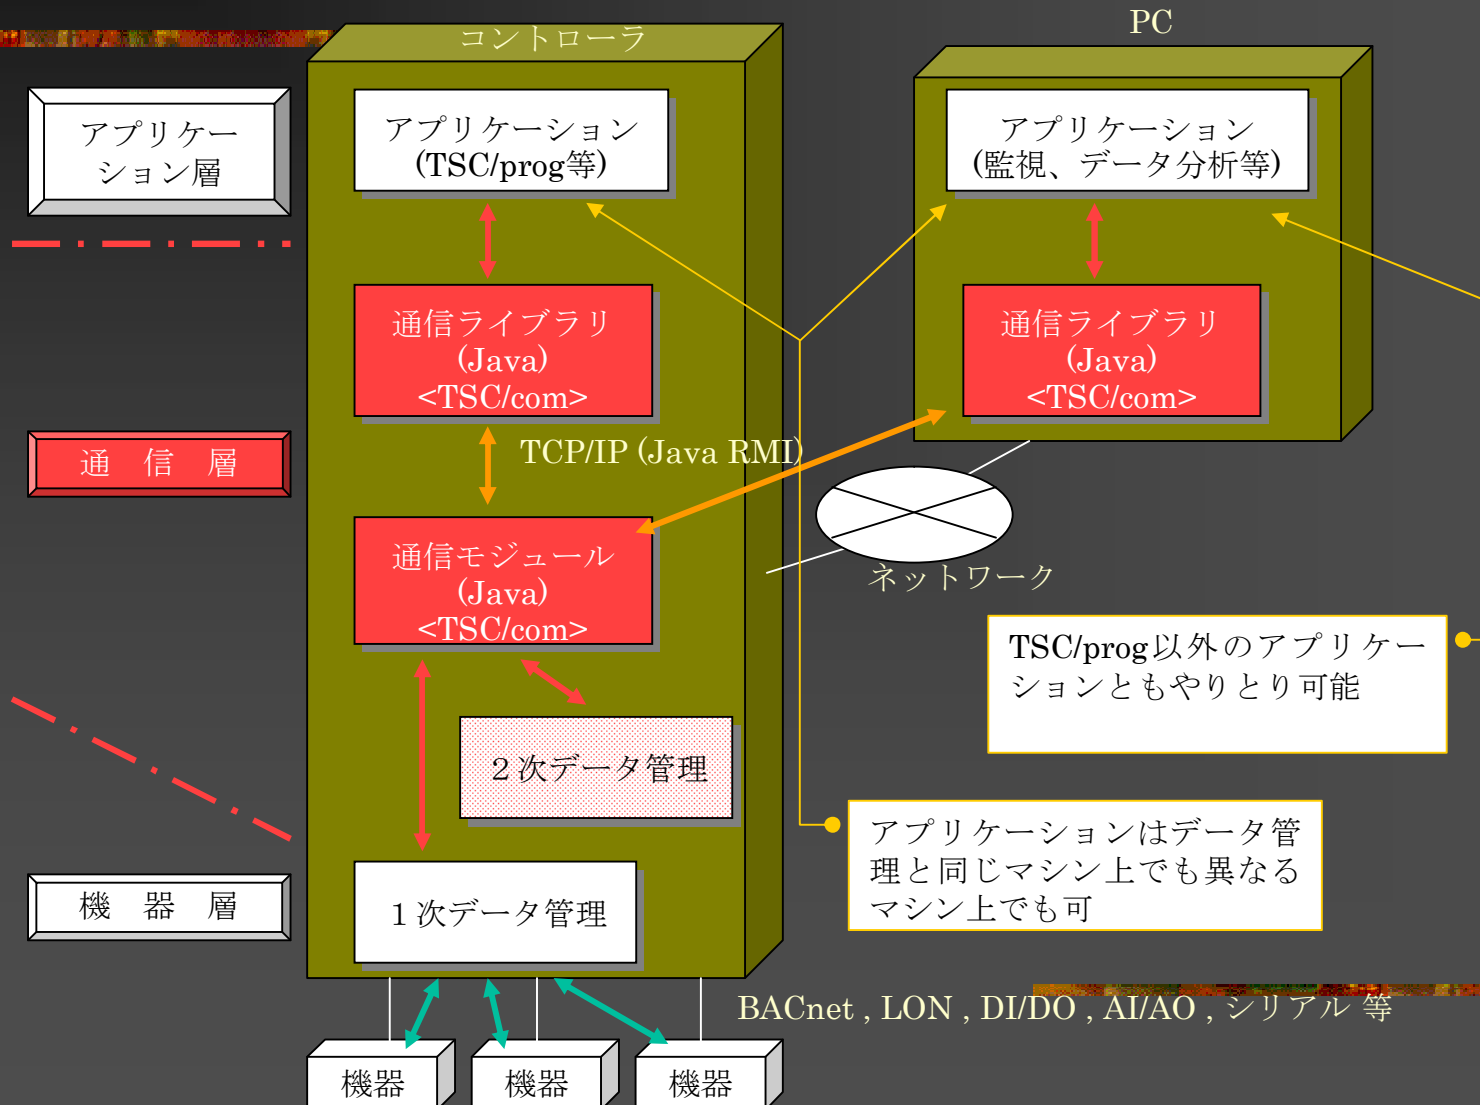 コントローラ
PC
アプリケー
ション層
アプリケーション
(TSC/prog等)
アプリケーション
(監視、データ分析等)
通信ライブラリ
(Java)
<TSC/com>
通信ライブラリ
(Java)
<TSC/com>
通 信 層
TCP/IP (Java RMI)
通信モジュール
(Java)
<TSC/com>
ネットワーク
TSC/prog以外のアプリケー
ションともやりとり可能
2次データ管理
アプリケーションはデータ管
理と同じマシン上でも異なる
マシン上でも可
機 器 層
1次データ管理
BACnet , LON , DI/DO , AI/AO , シリアル 等
機器
機器
機器